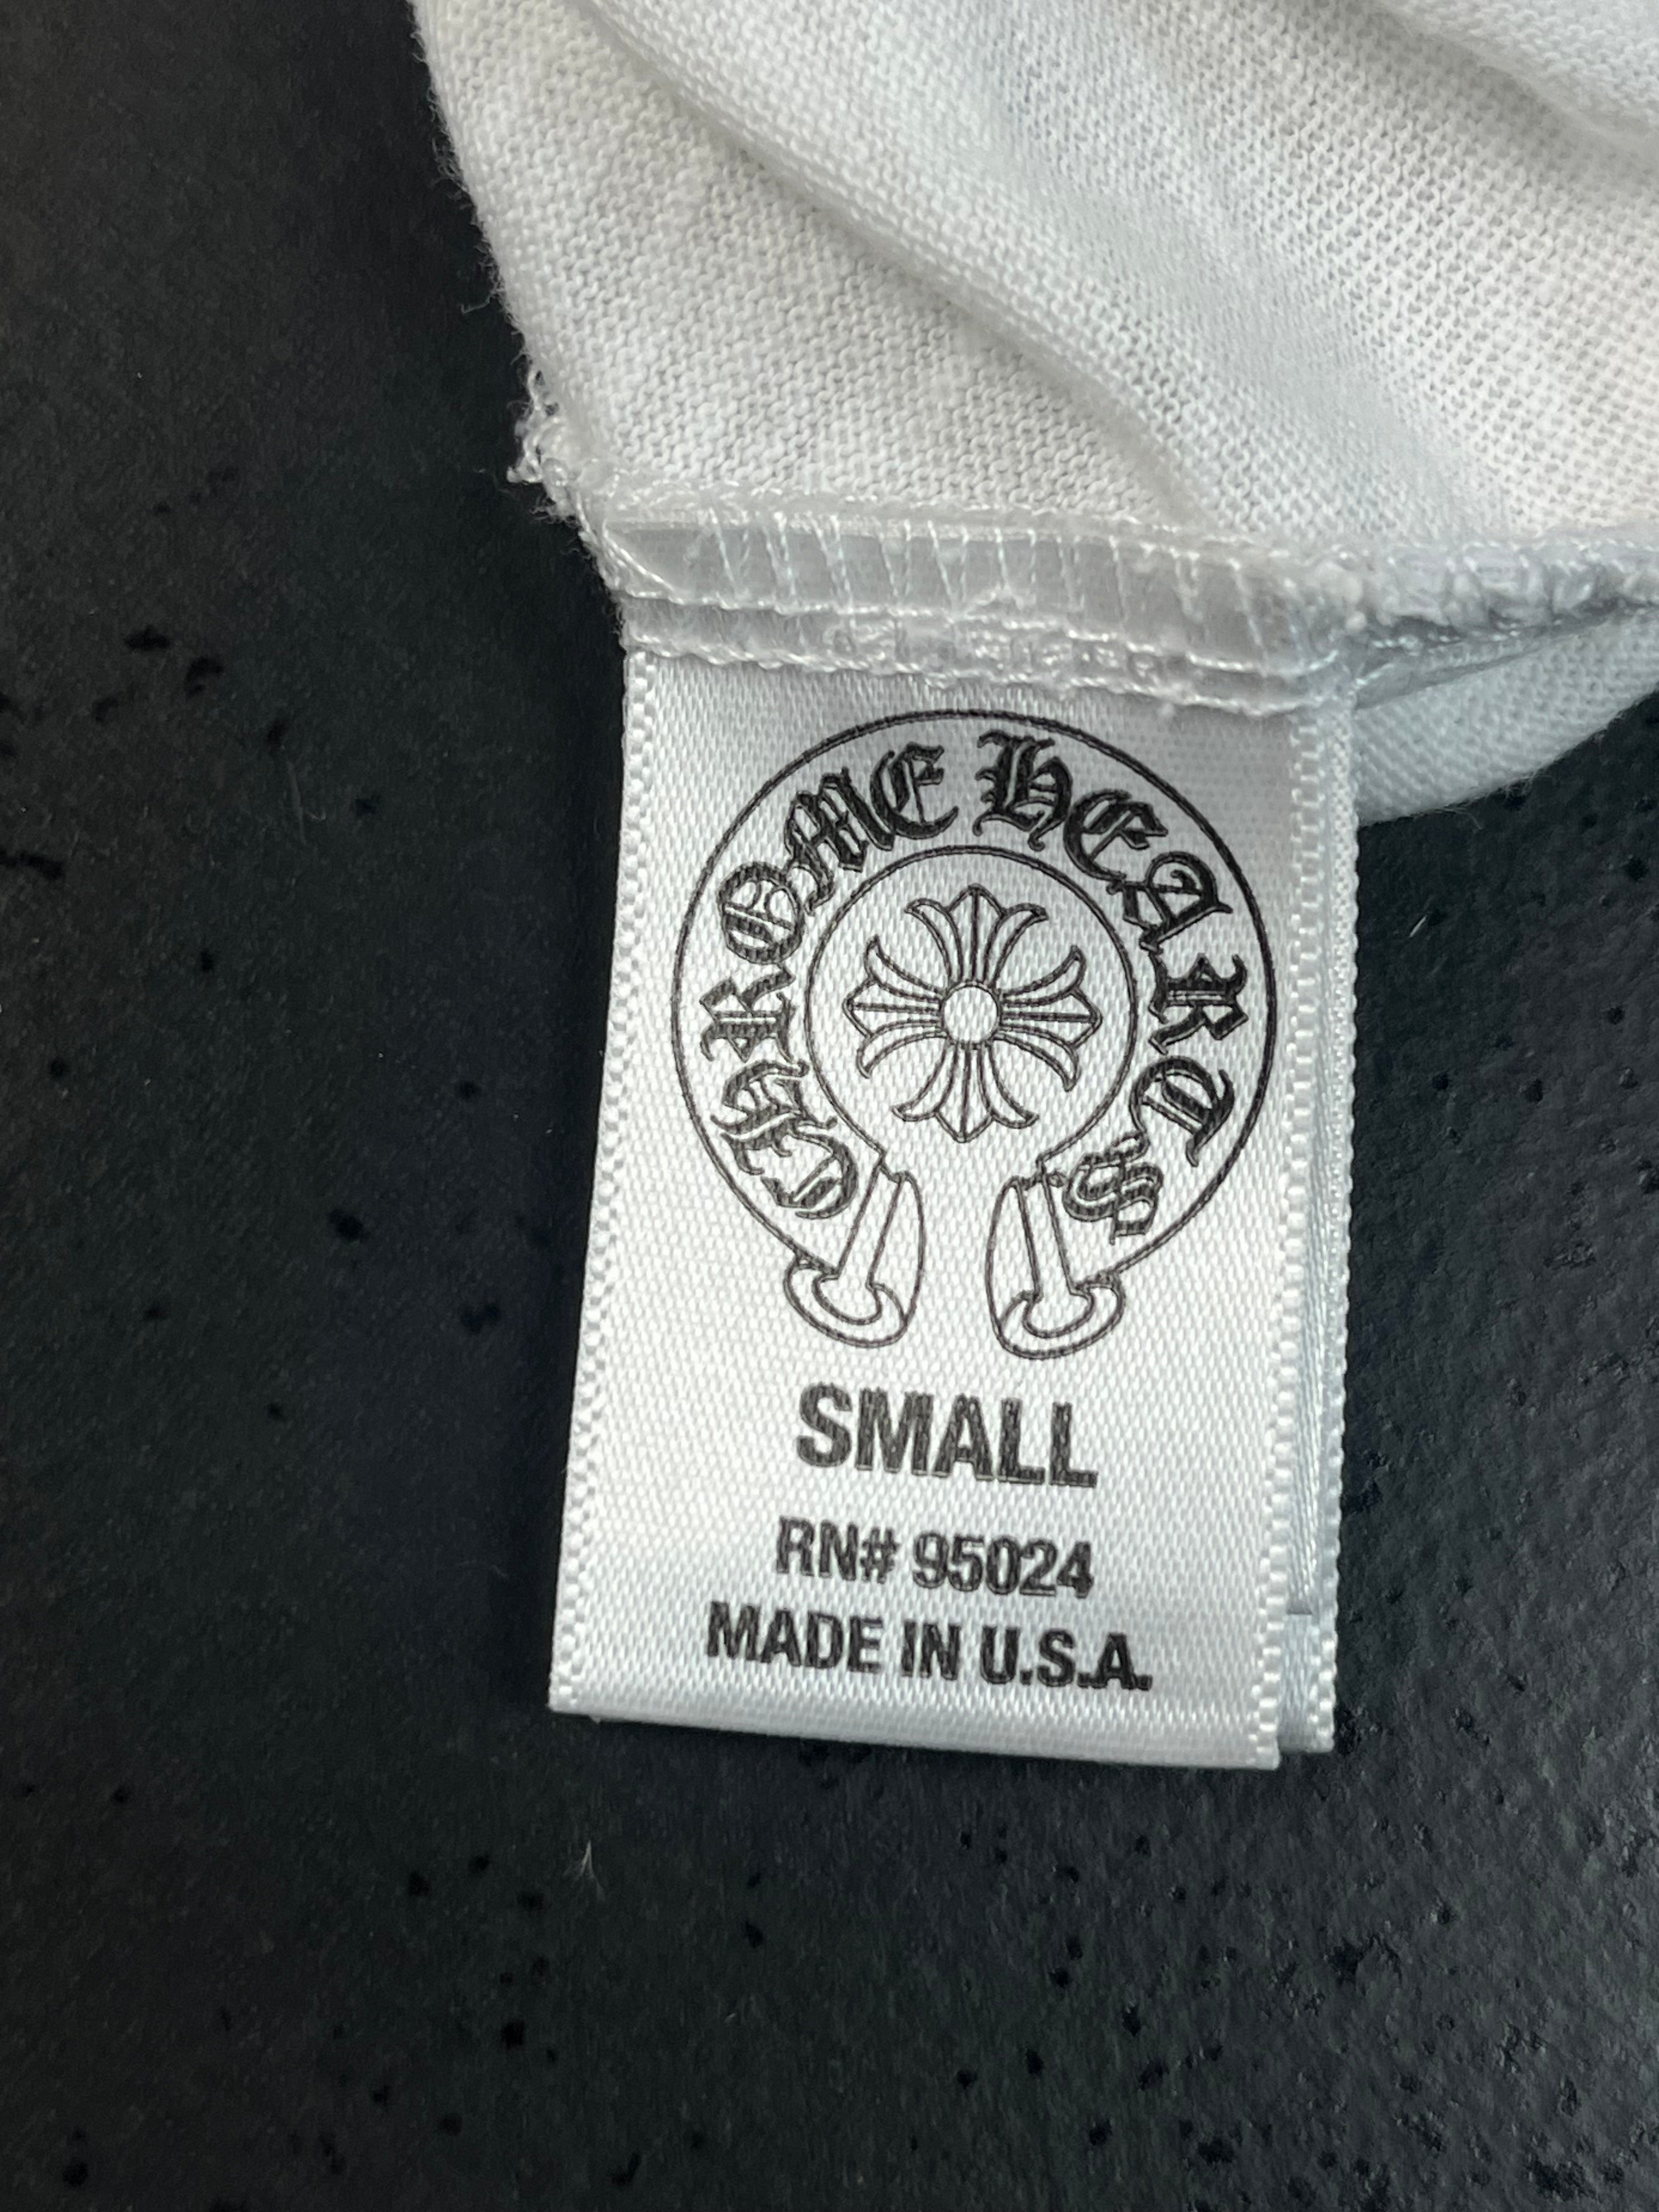 CHROME HEARTS
SMALL
RN# 95024
MADE IN U.S.A.